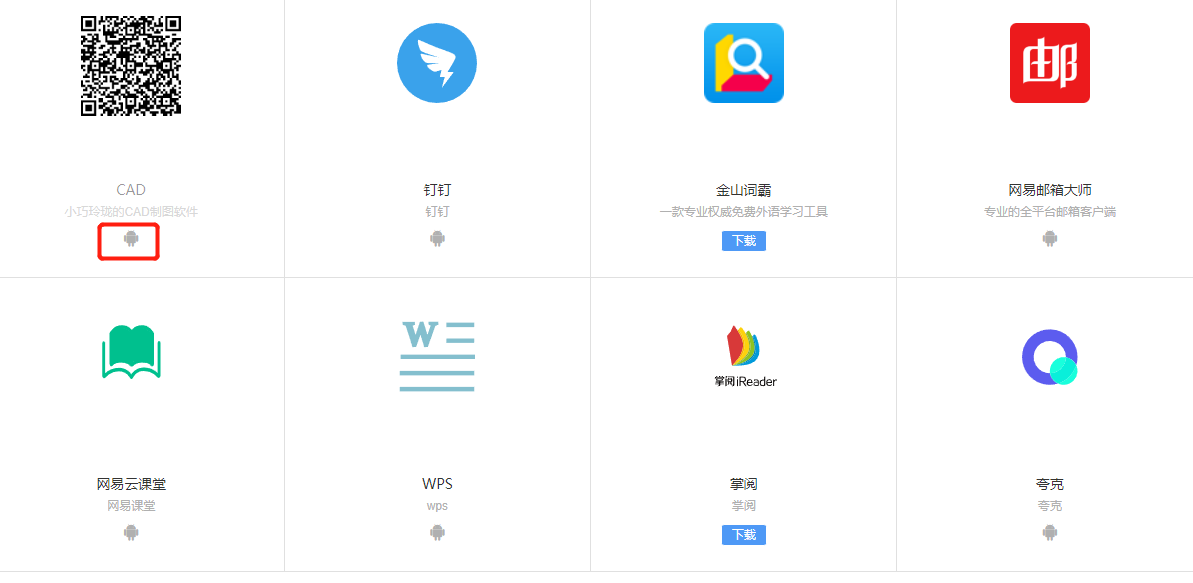 邮
CAD
小巧玲珑的CAD制图软件
钉钉
钉钉
金山词霸
一款专业权威免费外语学习工具
下载
网易邮箱大师
专业的全平台邮箱客户端
W
掌阅iReader
网易云课堂
网易课堂
WPS
wps
掌阅
掌阅
下载
夸克
夸克